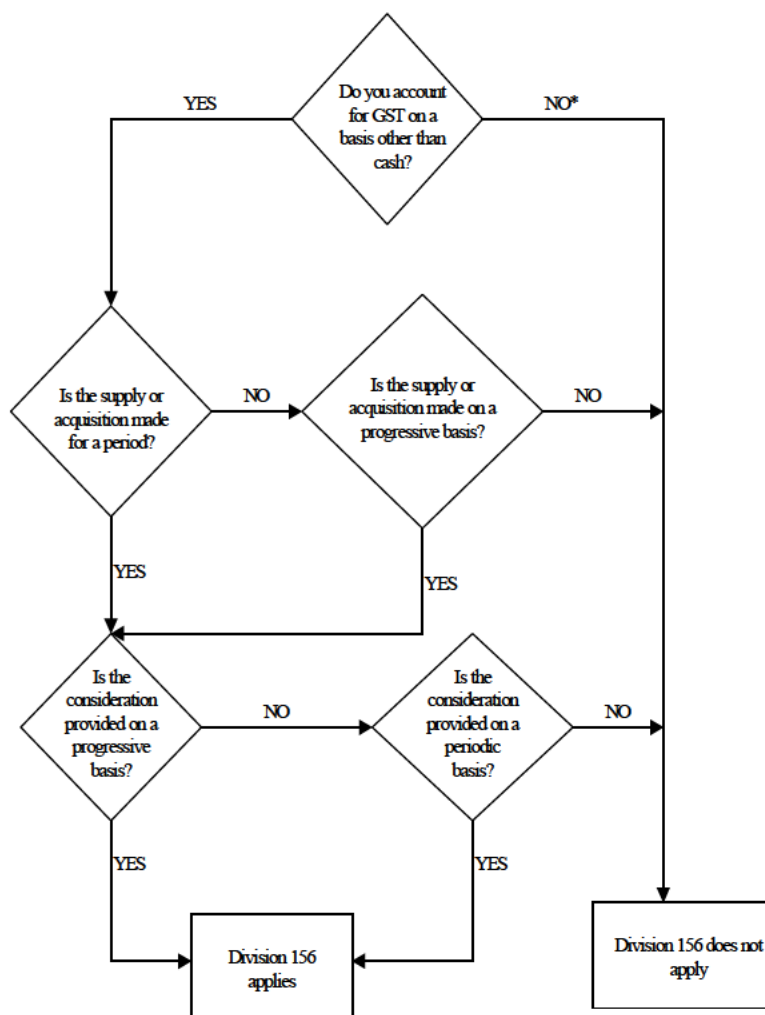 Do you account
for GST on a
basis other than
cash?
YES
NO*
Is the supply or
acquisition made
for a period?
NO
Is the supply or
acquisition made on a
progressive basis?
NO
YES
YES
Is the
consideration
provided on a
progressive
basis?
NO
Is the
consideration
provided on a
periodic
basis?
NO
YES
YES
Division 156
applies
Division 156 does not
apply